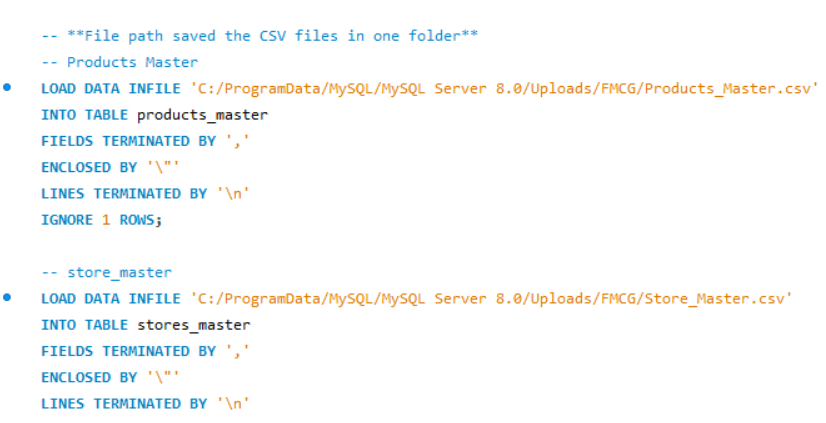 -- **File path saved the CSV files in one folder**
-- Products Master
LOAD DATA INFILE 'C:/ProgramData/MySQL/MySQL Server 8.0/Uploads/FMCG/Products_Master.csv'
INTO TABLE products_master
FIELDS TERMINATED BY ','
ENCLOSED BY '\"'
LINES TERMINATED BY '\n'
IGNORE 1 ROWS;
-- store_master
LOAD DATA INFILE 'C:/ProgramData/MySQL/MySQL Server 8.0/Uploads/FMCG/Store_Master.csv'
INTO TABLE stores_master
FIELDS TERMINATED BY ','
ENCLOSED BY '\"'
LINES TERMINATED BY '\n'